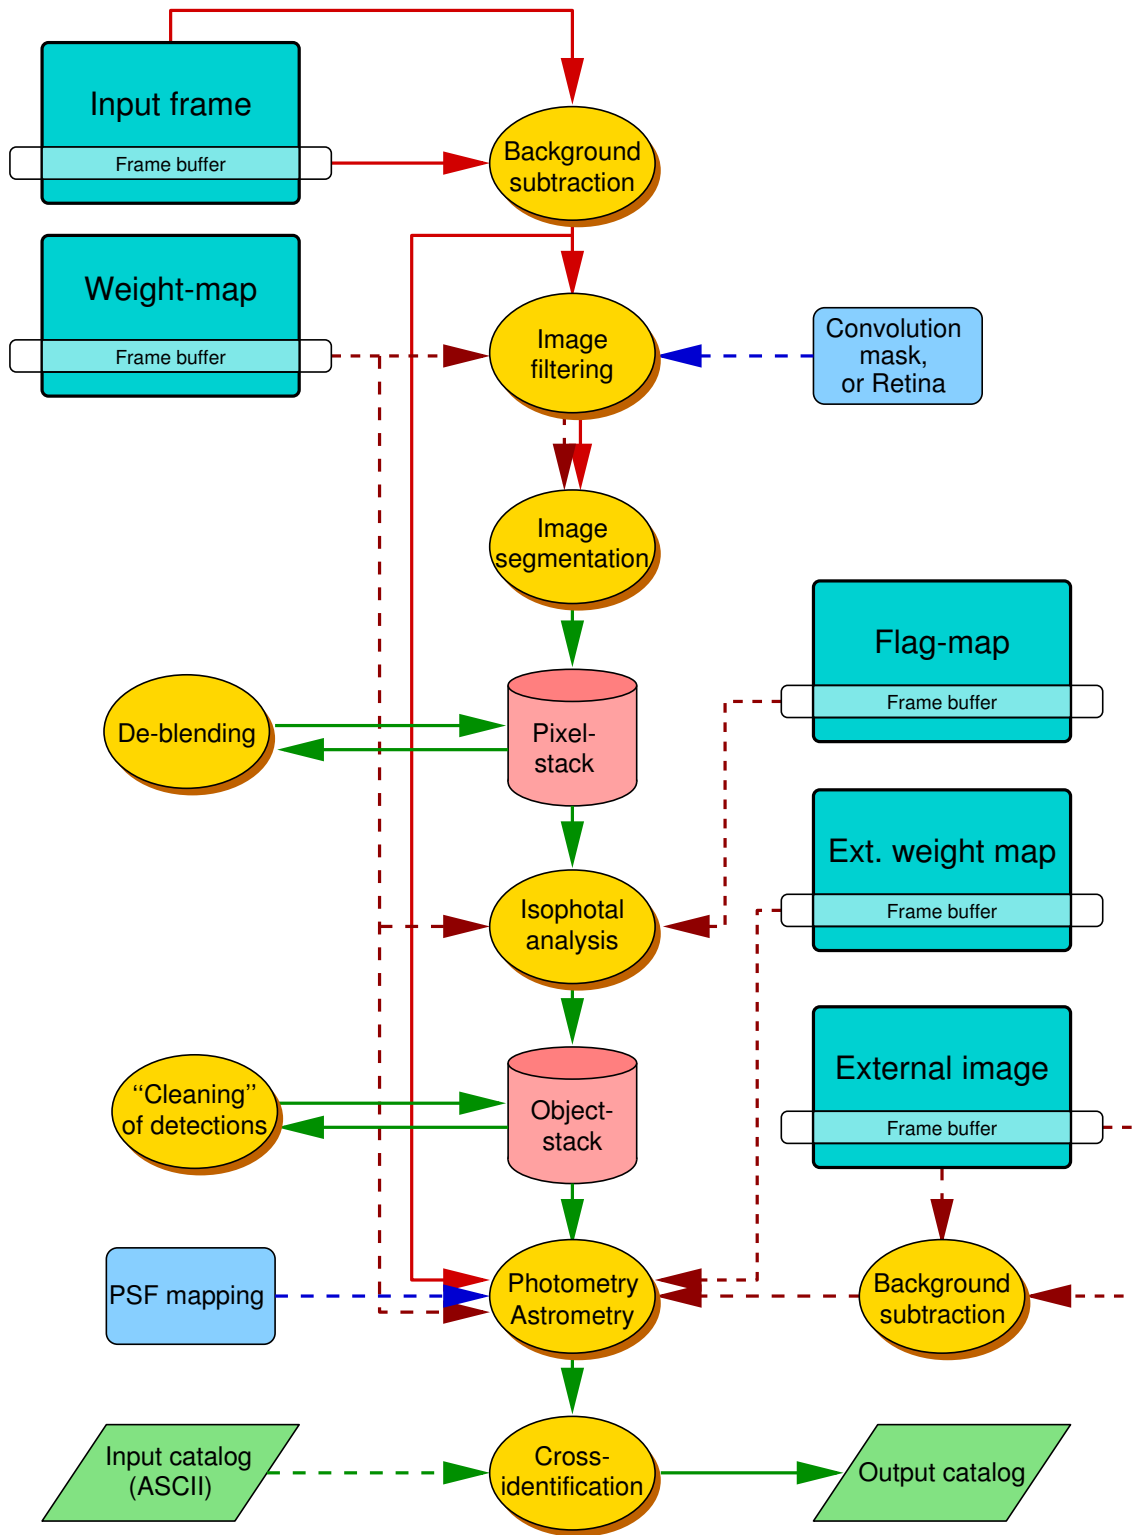 Input frame
Frame buffer
Background
subtraction
Weight-map
Frame buffer
Image
filtering
Convolution
mask,
or Retina
Image
segmentation
Flag-map
Frame buffer
De-blending
Pixel-
stack
Ext. weight map
Frame buffer
Isophotal
analysis
External image
Frame buffer
“Cleaning”
of detections
Object-
stack
PSF mapping
Photometry
Astrometry
Background
subtraction
Input catalog
(ASCII)
Cross-
identification
Output catalog